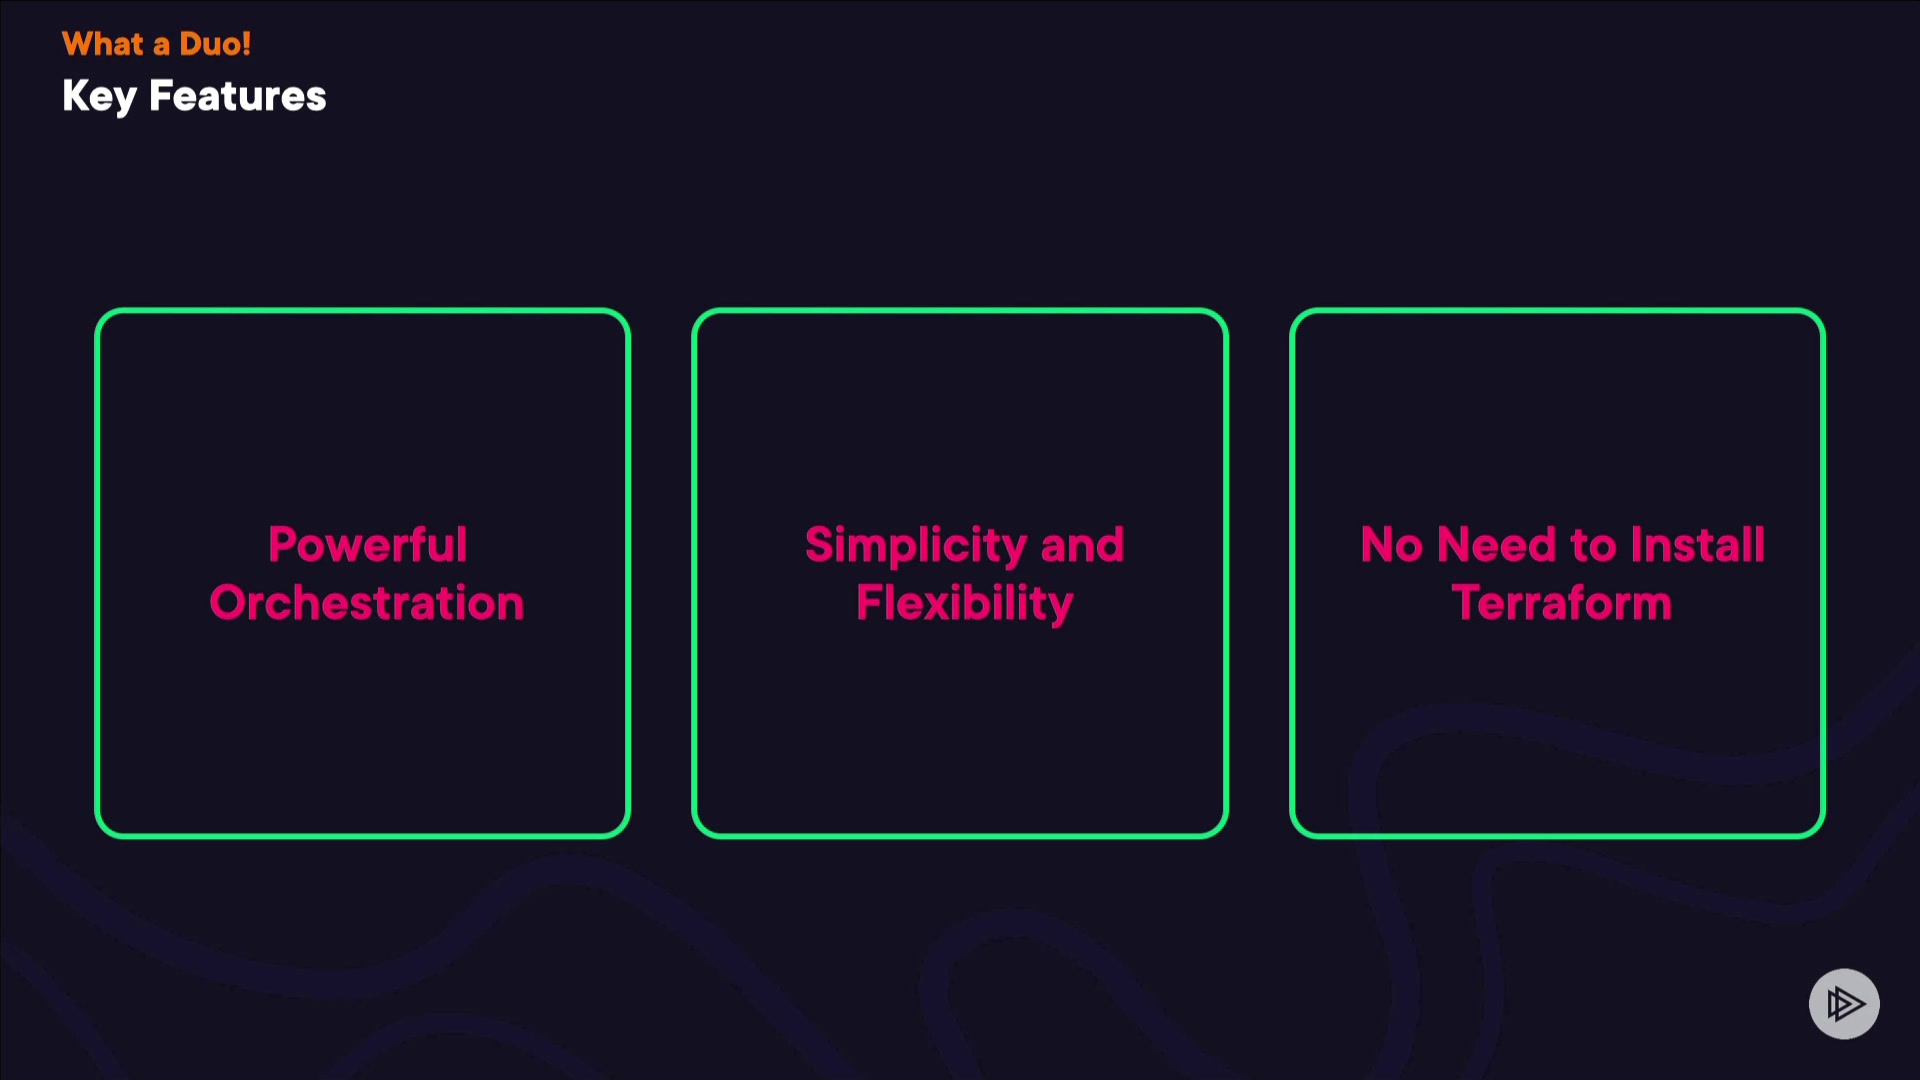 What a Duo!
Key Features
Powerful
Orchestration
Simplicity and
Flexibility
No Need to Install
Terraform